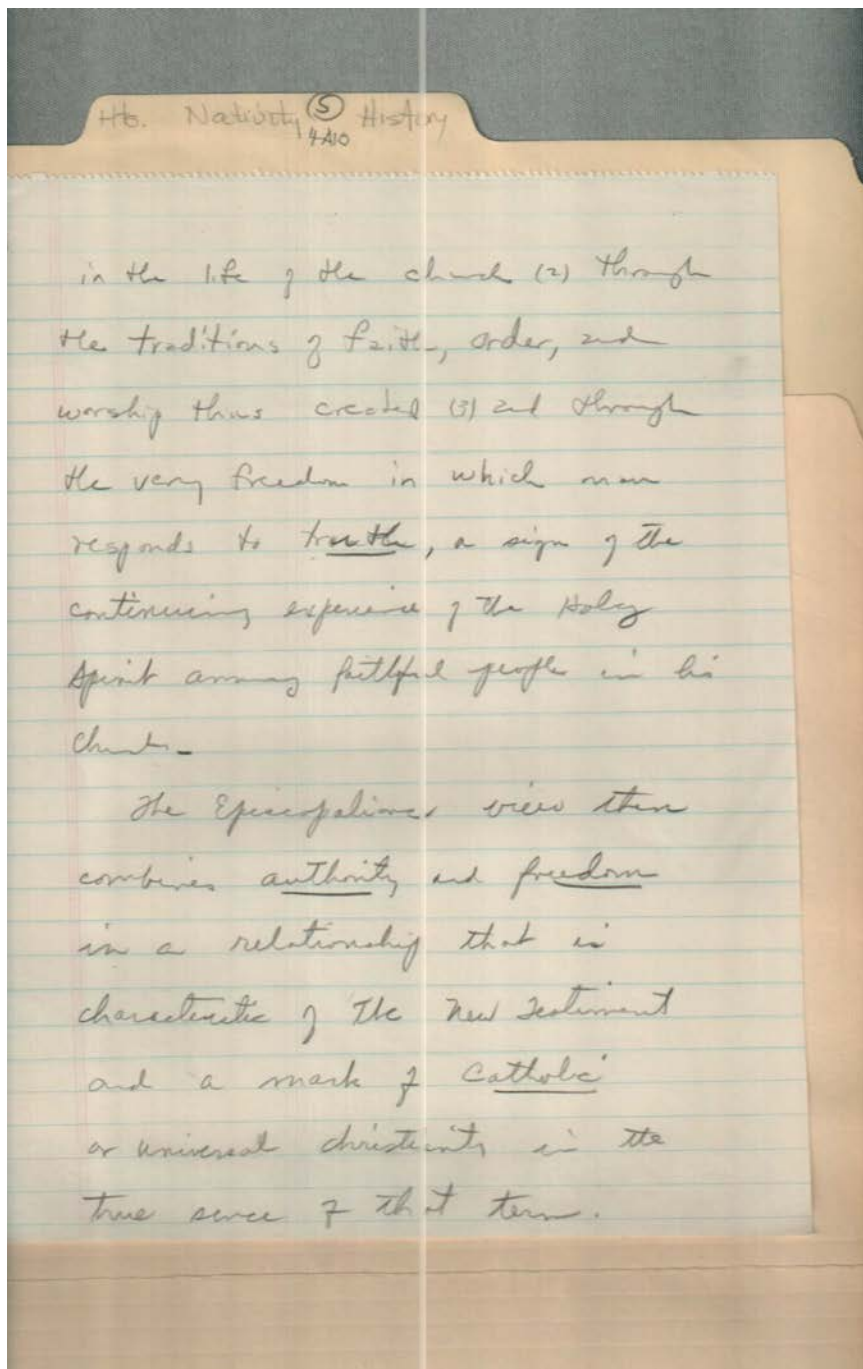 Hts. Nativity (5) History
4A10
in the life of the church (2) through
the traditions of faith, order, and
worship thus created (3) and through
the very freedom in which man
responds to truth, a sign of the
continuing experience of the Holy
Spirit among faithful people in his
Church.
The Episcopalians view then
combines authority and freedom
in a relationship that is
characteristic of the New Testiment
and a mark of Catholic
or universal christianity in the
true sence of that term.